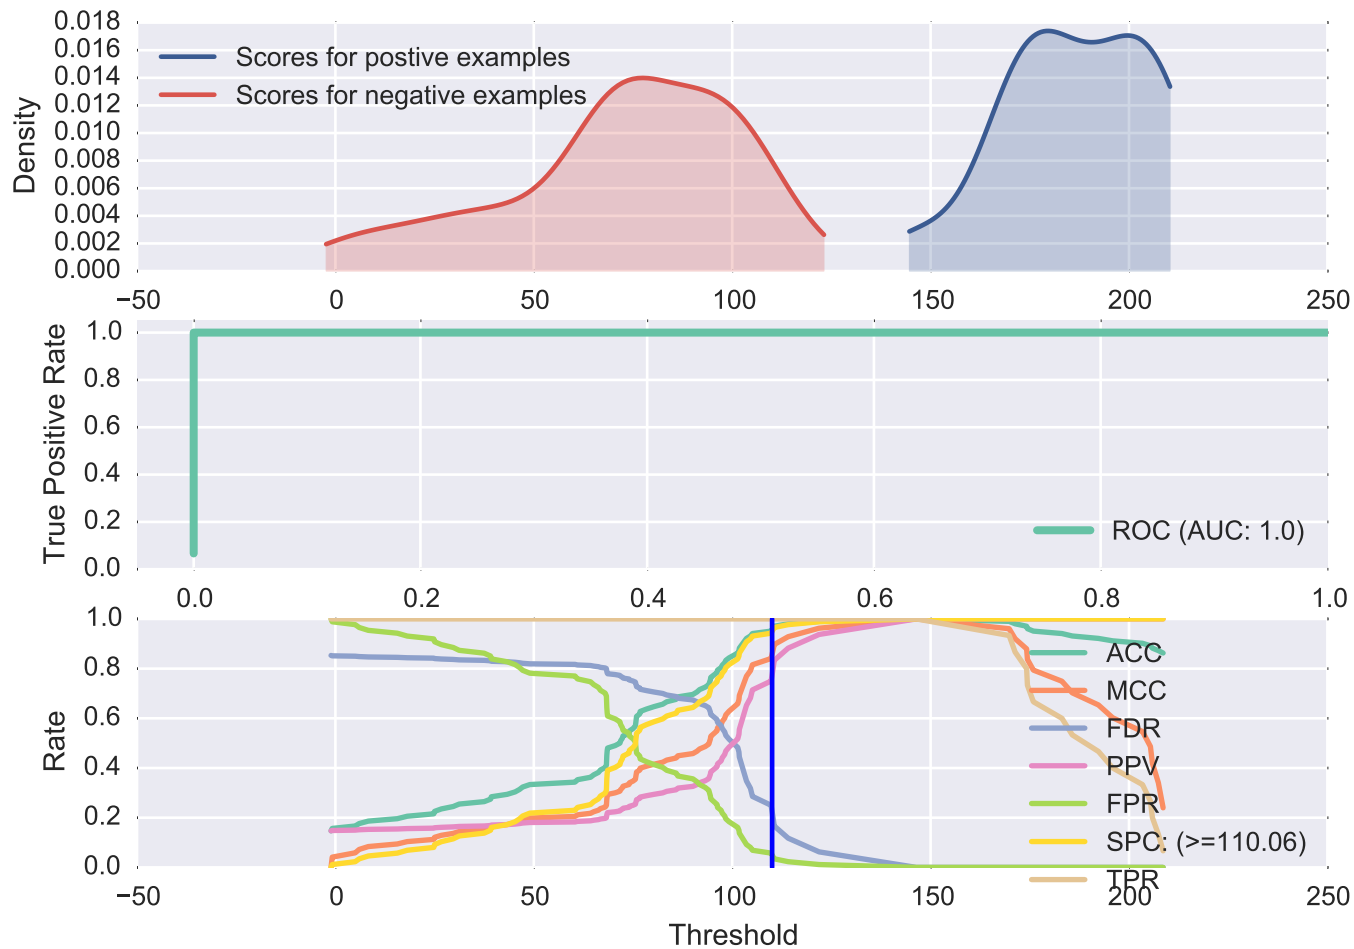 0.018
0.016
0.014
0.012
0.010
0.008
0.006
0.004
0.002
0.000
Density
Scores for postive examples
Scores for negative examples
−50 0 50 100 150 200 250
1.0
0.8
0.6
0.4
0.2
0.0
True Positive Rate
ROC (AUC: 1.0)
0.0 0.2 0.4 0.6 0.8 1.0
1.0
0.8
0.6
0.4
0.2
0.0
Rate
ACC
MCC
FDR
PPV
FPR
SPC: (>=110.06)
TPR
−50 0 50 100 150 200 250
Threshold